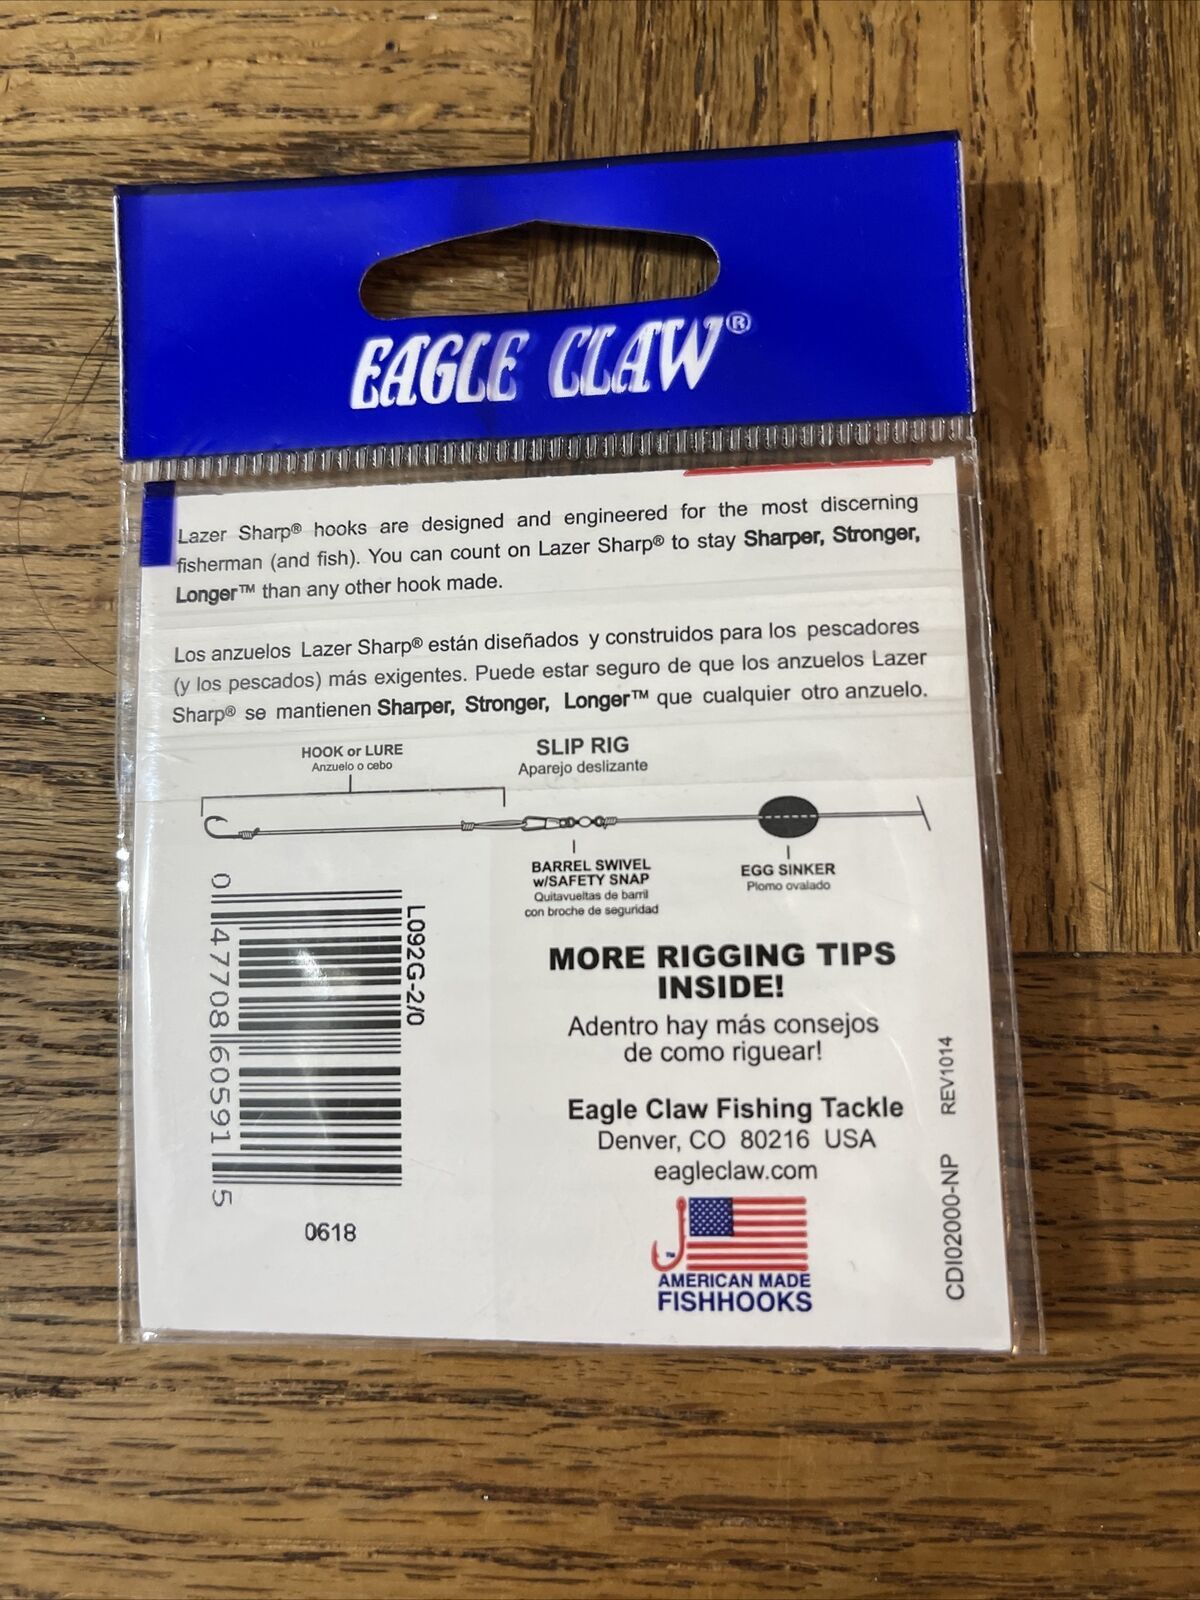 EAGLE CLAW®
Lazer Sharp® hooks are designed and engineered for the most discerning
fisherman (and fish). You can count on Lazer Sharp® to stay Sharper, Stronger,
Longer™ than any other hook made.
Los anzuelos Lazer Sharp® están diseñados y construidos para los pescadores
(y los pescados) más exigentes. Puede estar seguro de que los anzuelos Lazer
Sharp® se mantienen Sharper, Stronger, Longer™ que cualquier otro anzuelo.
HOOK or LURE
Anzuelo o cebo
SLIP RIG
Aparejo deslizante
BARREL SWIVEL
w/SAFETY SNAP
Quitavueltas de barril
con broche de seguridad
EGG SINKER
Plomo ovalado
L092G-2/0
0 47708 60591 5
0618
MORE RIGGING TIPS
INSIDE!
Adentro hay más consejos
de como riguear!
Eagle Claw Fishing Tackle
Denver, CO 80216 USA
eagleclaw.com
™
AMERICAN MADE
FISHHOOKS
CDI02000-NP REV1014